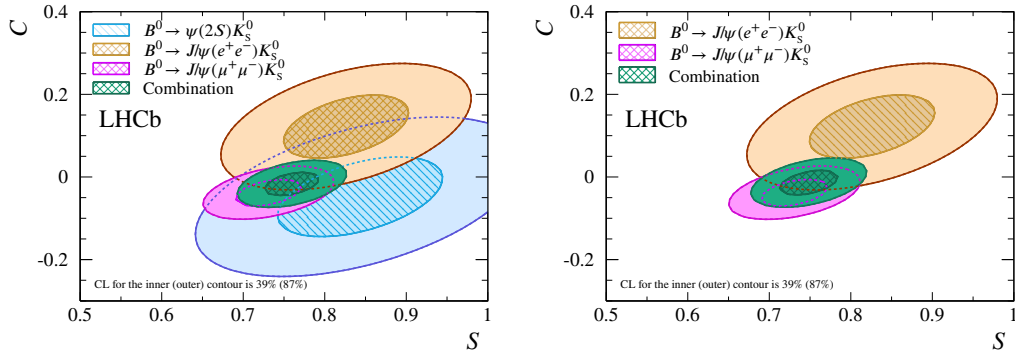 C
0.4
0.2
0
-0.2
B⁰ → ψ(2S)K⁰S
B⁰ → J/ψ(e⁺e⁻)K⁰S
B⁰ → J/ψ(μ⁺μ⁻)K⁰S
Combination
LHCb
CL for the inner (outer) contour is 39% (87%)
0.5 0.6 0.7 0.8 0.9 1
S
C
0.4
0.2
0
-0.2
B⁰ → J/ψ(e⁺e⁻)K⁰S
B⁰ → J/ψ(μ⁺μ⁻)K⁰S
Combination
LHCb
CL for the inner (outer) contour is 39% (87%)
0.5 0.6 0.7 0.8 0.9 1
S